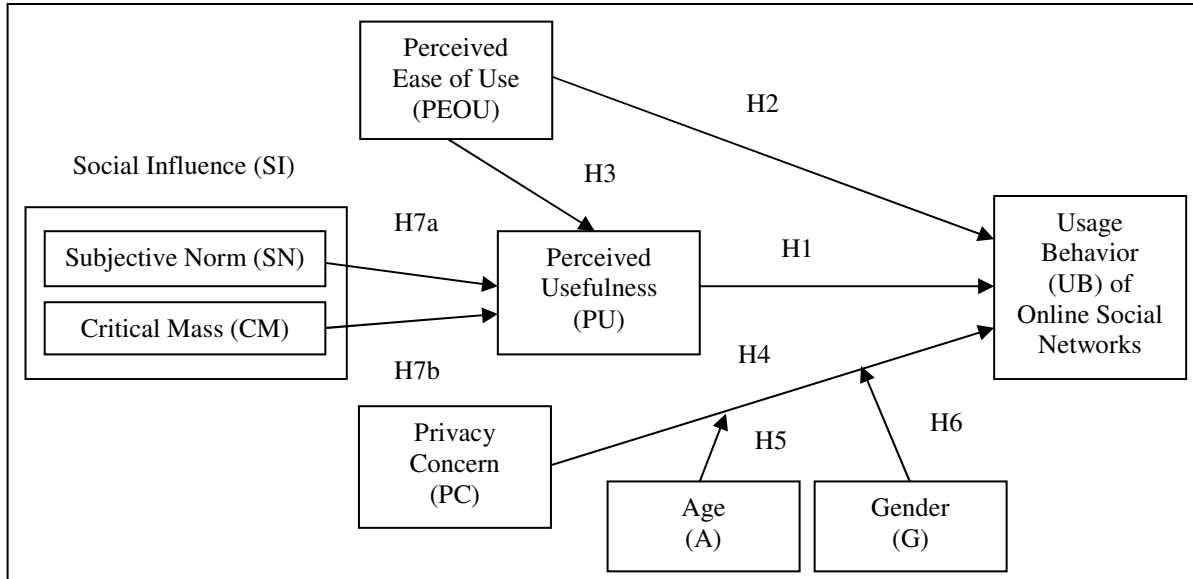 Perceived
Ease of Use
(PEOU)
H2
Social Influence (SI)
H3
H7a
Subjective Norm (SN)
Critical Mass (CM)
Perceived
Usefulness
(PU)
H1
Usage
Behavior
(UB) of
Online Social
Networks
H4
H7b
Privacy
Concern
(PC)
H5
H6
Age
(A)
Gender
(G)